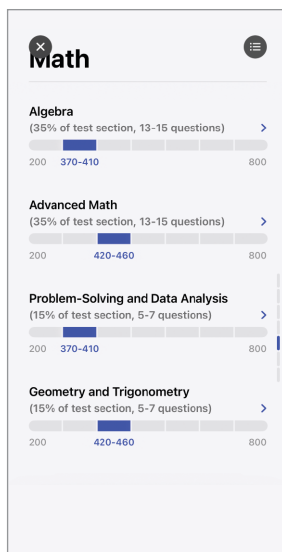 Math
Algebra
(35% of test section, 13-15 questions)
200 370-410 800
Advanced Math
(35% of test section, 13-15 questions)
200 420-460 800
Problem-Solving and Data Analysis
(15% of test section, 5-7 questions)
200 370-410 800
Geometry and Trigonometry
(15% of test section, 5-7 questions)
200 420-460 800